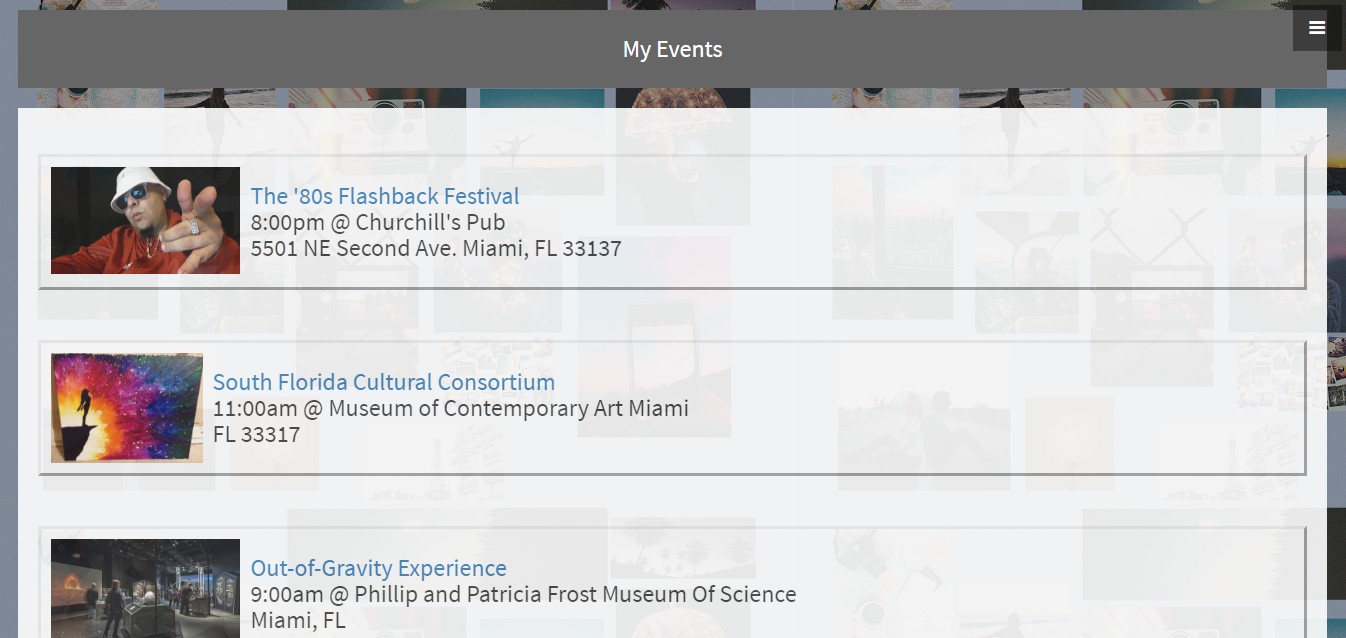 My Events
The '80s Flashback Festival
8:00pm @ Churchill's Pub
5501 NE Second Ave. Miami, FL 33137
South Florida Cultural Consortium
11:00am @ Museum of Contemporary Art Miami
FL 33317
Out-of-Gravity Experience
9:00am @ Phillip and Patricia Frost Museum Of Science
Miami, FL